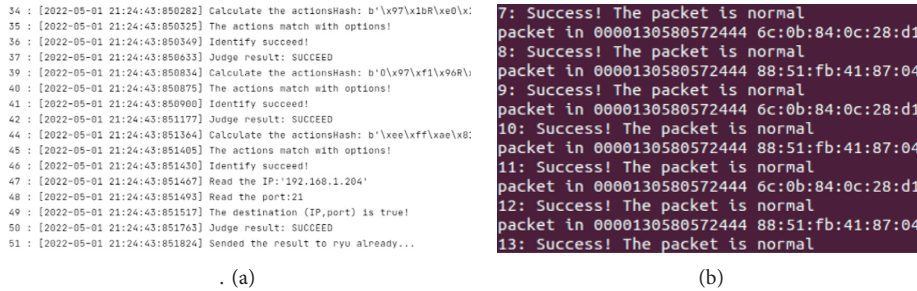 34 : [2022-05-01 21:24:43:850282] Calculate the actionsHash: b'\x97\x1bR\xe0\x
35 : [2022-05-01 21:24:43:850325] The actions match with options!
36 : [2022-05-01 21:24:43:850349] Identify succeed!
37 : [2022-05-01 21:24:43:850633] Judge result: SUCCEED
39 : [2022-05-01 21:24:43:850834] Calculate the actionsHash: b'0\x97\xf1\x96R\
40 : [2022-05-01 21:24:43:850875] The actions match with options!
41 : [2022-05-01 21:24:43:850900] Identify succeed!
42 : [2022-05-01 21:24:43:851177] Judge result: SUCCEED
44 : [2022-05-01 21:24:43:851364] Calculate the actionsHash: b'\xee\xff\xae\x8
45 : [2022-05-01 21:24:43:851405] The actions match with options!
46 : [2022-05-01 21:24:43:851430] Identify succeed!
47 : [2022-05-01 21:24:43:851467] Read the IP:'192.168.1.204'
48 : [2022-05-01 21:24:43:851493] Read the port:21
49 : [2022-05-01 21:24:43:851517] The destination (IP,port) is true!
50 : [2022-05-01 21:24:43:851763] Judge result: SUCCEED
51 : [2022-05-01 21:24:43:851824] Sended the result to ryu already...
. (a)
7: Success! The packet is normal
packet in 0000130580572444 6c:0b:84:0c:28:d1
8: Success! The packet is normal
packet in 0000130580572444 88:51:fb:41:87:04
9: Success! The packet is normal
packet in 0000130580572444 6c:0b:84:0c:28:d1
10: Success! The packet is normal
packet in 0000130580572444 88:51:fb:41:87:04
11: Success! The packet is normal
packet in 0000130580572444 6c:0b:84:0c:28:d1
12: Success! The packet is normal
packet in 0000130580572444 88:51:fb:41:87:04
13: Success! The packet is normal
(b)